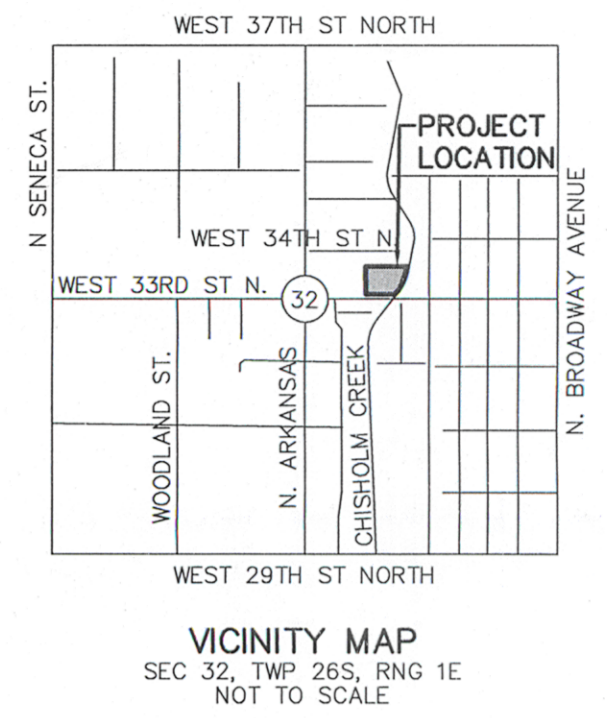 WEST 37TH ST NORTH
N SENECA ST.
PROJECT
LOCATION
N. BROADWAY AVENUE
WEST 34TH ST N.
WEST 33RD ST N.
32
WOODLAND ST.
N. ARKANSAS
CHISHOLM CREEK
WEST 29TH ST NORTH
VICINITY MAP
SEC 32, TWP 26S, RNG 1E
NOT TO SCALE